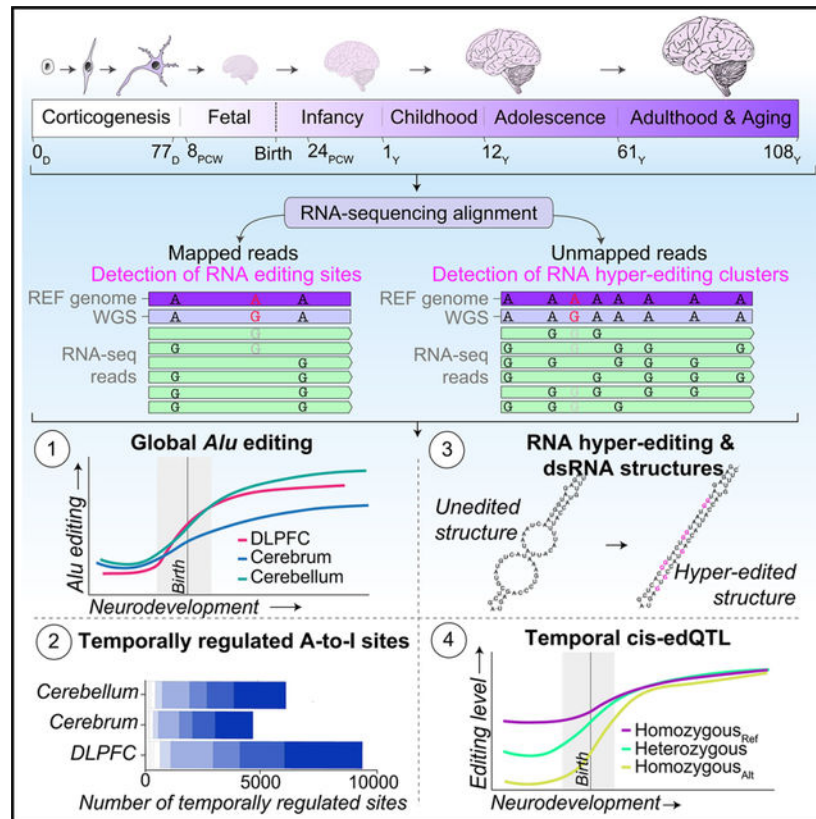 Corticogenesis Fetal Infancy Childhood Adolescence Adulthood & Aging
0D 77D 8PCW Birth 24PCW 1Y 12Y 61Y 108Y
RNA-sequencing alignment
Mapped reads
Detection of RNA editing sites
REF genome A A A
WGS A G A
G
G G
RNA-seq G
reads G G
G G
G G
Unmapped reads
Detection of RNA hyper-editing clusters
REF genome A A A A A A A A
WGS A A G A A A A A
G G
RNA-seq G G G G G
reads G G G G G
G G G G G
G G G G G
G G G G
1 Global Alu editing
Alu editing
DLPFC
Cerebrum
Cerebellum
Birth
Neurodevelopment
3 RNA hyper-editing &
dsRNA structures
Unedited
structure
Hyper-edited
structure
2 Temporally regulated A-to-I sites
Cerebellum
Cerebrum
DLPFC
0 5000 10000
Number of temporally regulated sites
4 Temporal cis-edQTL
Editing level
HomozygousRef
Heterozygous
HomozygousAlt
Birth
Neurodevelopment